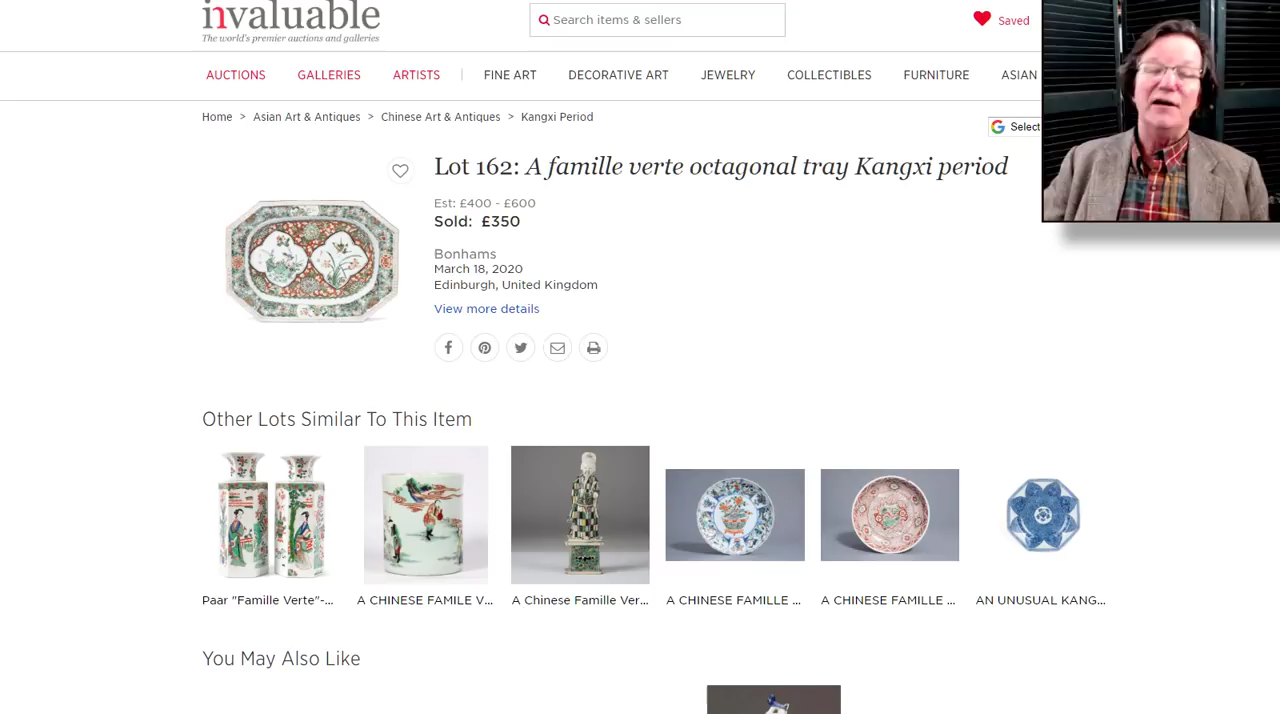 invaluable
The world's premier auctions and galleries
Search items & sellers
Saved
AUCTIONS GALLERIES ARTISTS | FINE ART DECORATIVE ART JEWELRY COLLECTIBLES FURNITURE ASIAN
Home > Asian Art & Antiques > Chinese Art & Antiques > Kangxi Period
Select
Lot 162: A famille verte octagonal tray Kangxi period
Est: £400 - £600
Sold: £350
Bonhams
March 18, 2020
Edinburgh, United Kingdom
View more details
Other Lots Similar To This Item
Paar "Famille Verte"-... A CHINESE FAMILE V... A Chinese Famille Ver... A CHINESE FAMILLE ... A CHINESE FAMILLE ... AN UNUSUAL KANG...
You May Also Like